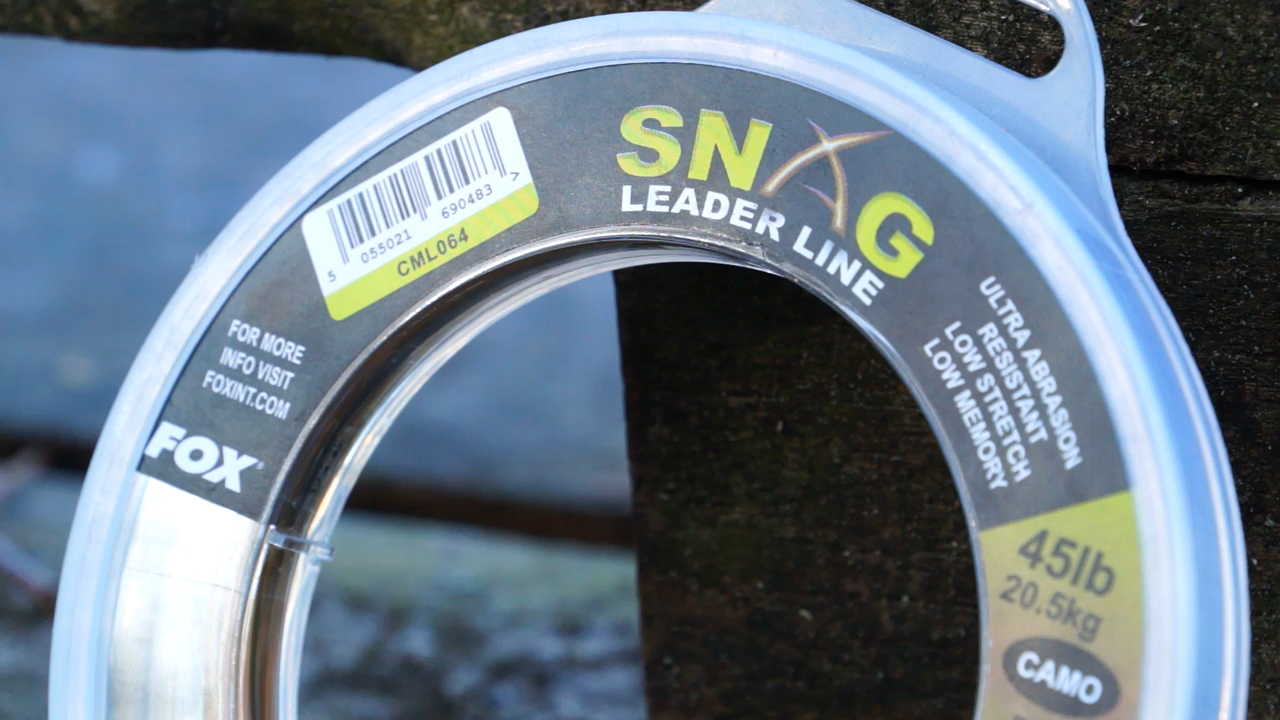 SNAG
LEADER LINE
5 055021 690483 >
CML064
FOR MORE
INFO VISIT
FOXINT.COM
FOX
ULTRA ABRASION
RESISTANT
LOW STRETCH
LOW MEMORY
45lb
20.5kg
CAMO